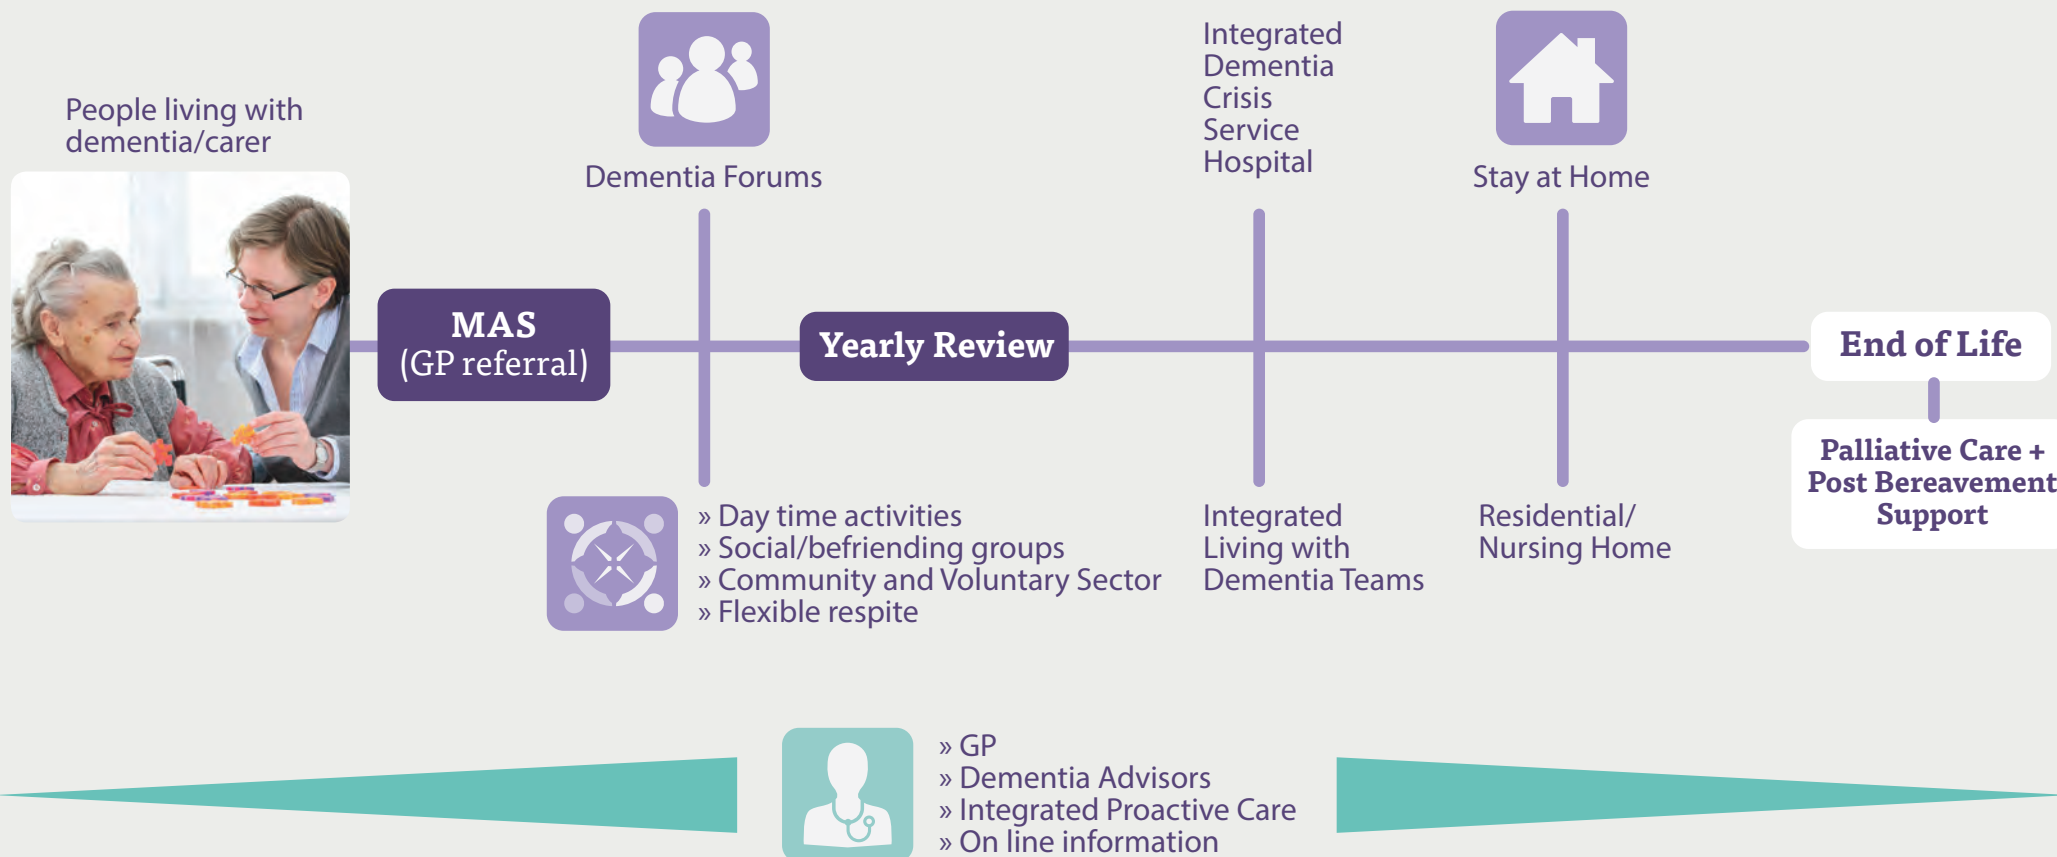 People living with
dementia/carer
Dementia Forums
Integrated
Dementia
Crisis
Service
Hospital
Stay at Home
MAS
(GP referral)
Yearly Review
End of Life
Palliative Care +
Post Bereavement
Support
» Day time activities
» Social/befriending groups
» Community and Voluntary Sector
» Flexible respite
Integrated
Living with
Dementia Teams
Residential/
Nursing Home
» GP
» Dementia Advisors
» Integrated Proactive Care
» On line information